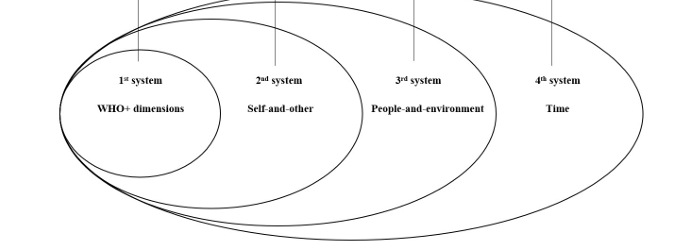 1st system
WHO+ dimensions
2nd system
Self-and-other
3rd system
People-and-environment
4th system
Time